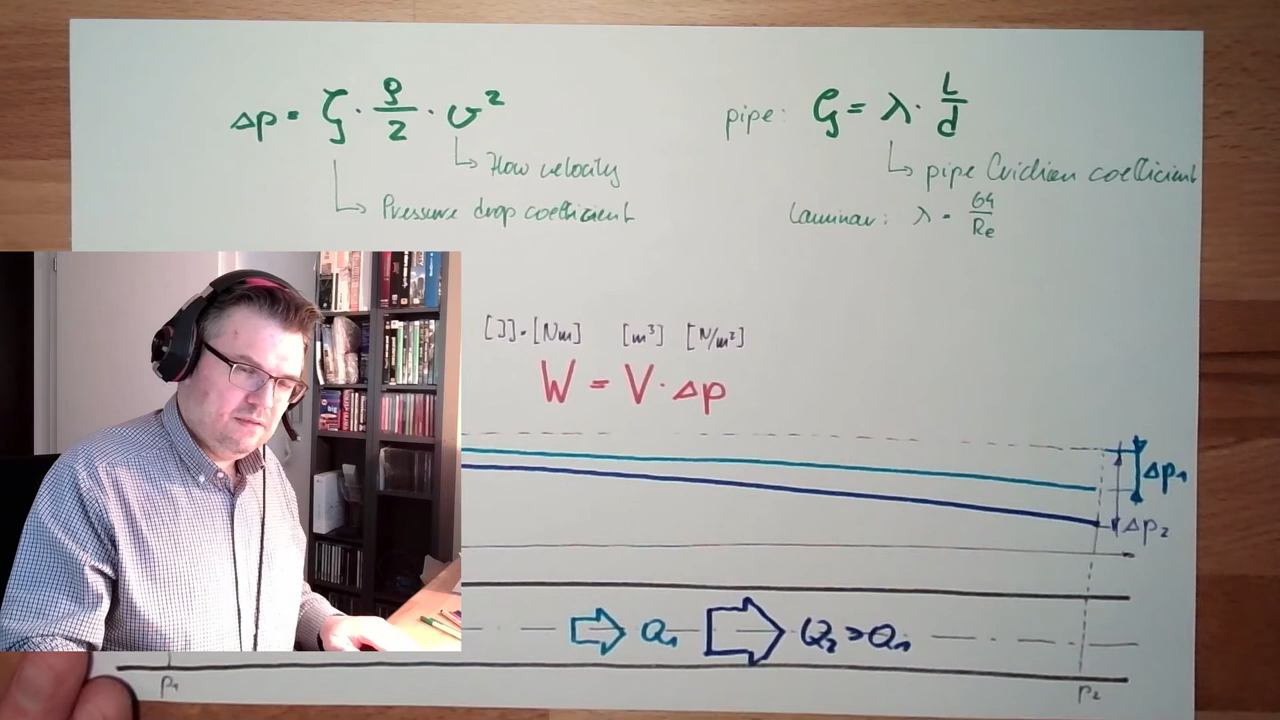 Δp = ζ · ρ/2 · v²
→ Flow velocity
→ Pressure drop coefficient
pipe: ζ = λ · L/d
→ pipe friction coefficient
Laminar: λ = 64/Re
[J] = [Nm] [m³] [N/m²]
W = V · Δp
Δp₁
Δp₂
Q₁ Q₂ > Q₁
p₁ p₂